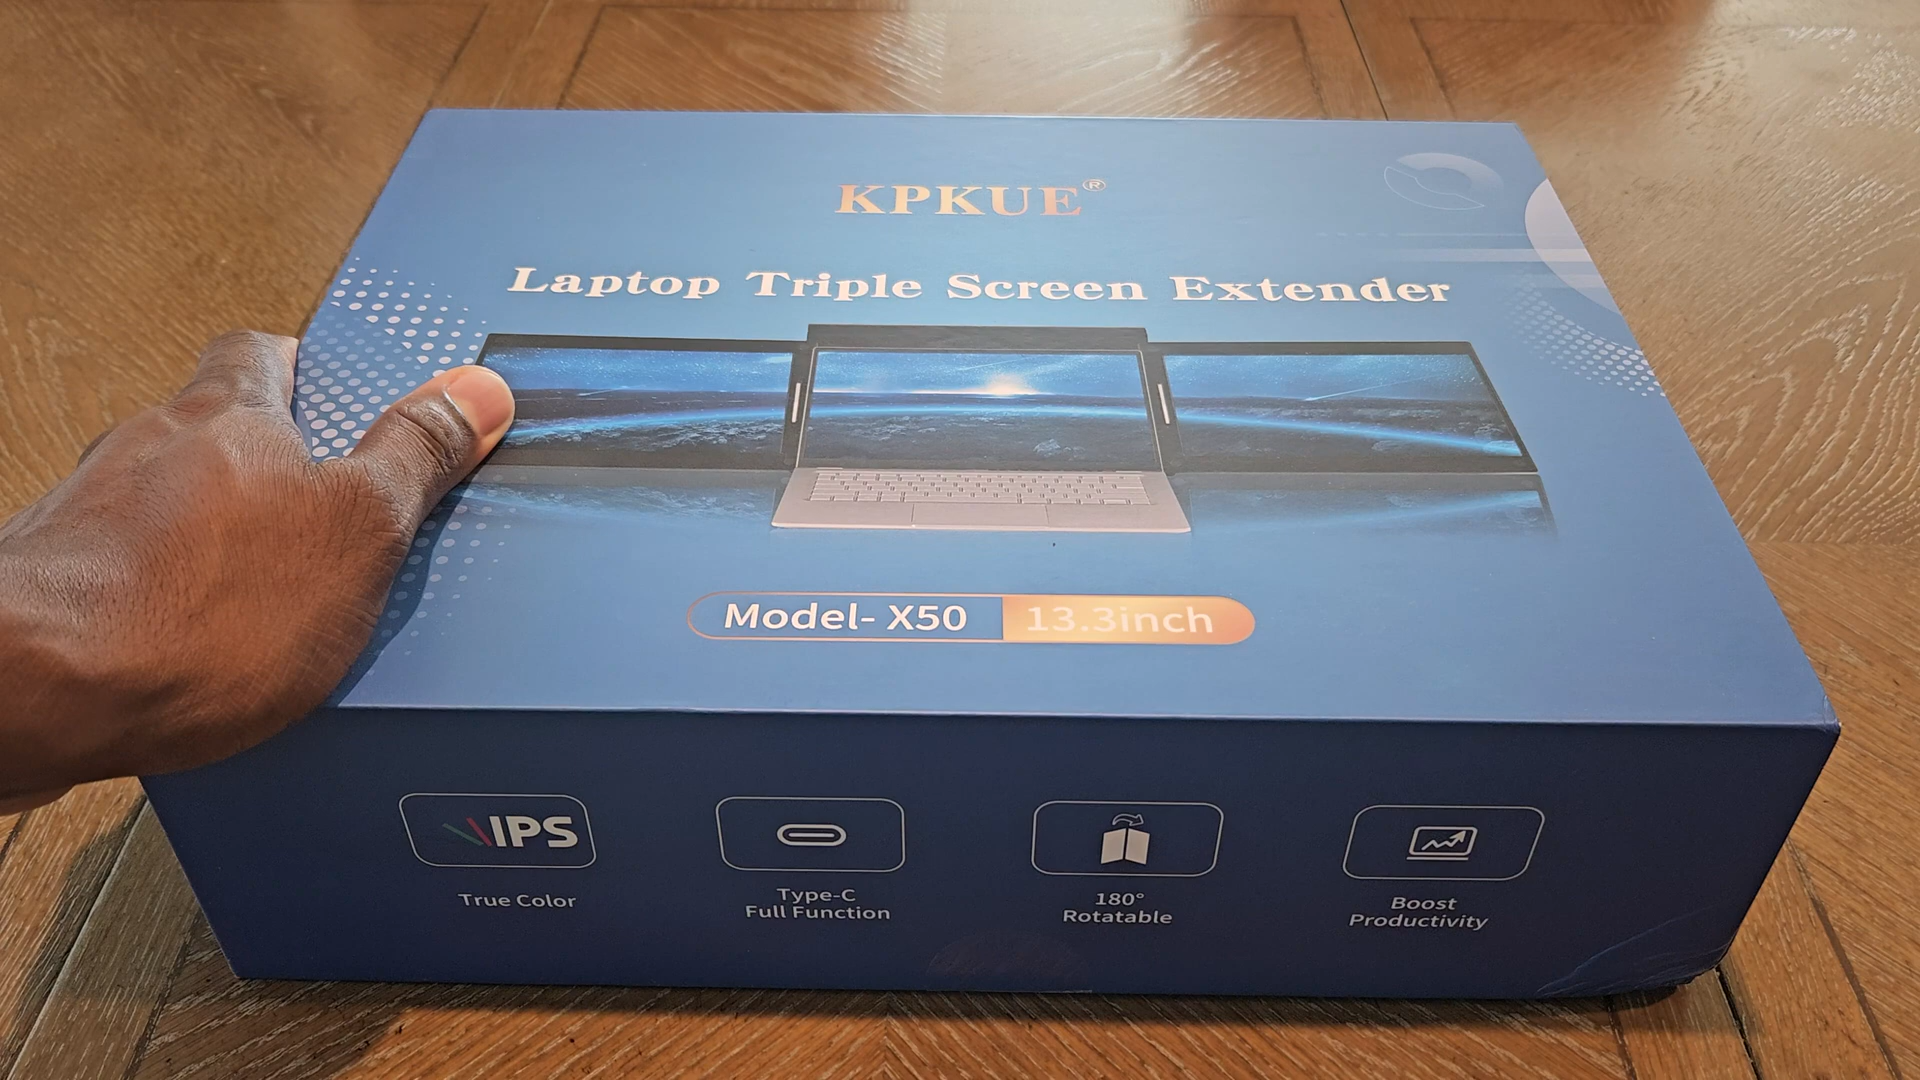 KPKUE®
Laptop Triple Screen Extender
Model- X50 13.3inch
IPS
True Color
Type-C
Full Function
180°
Rotatable
Boost
Productivity